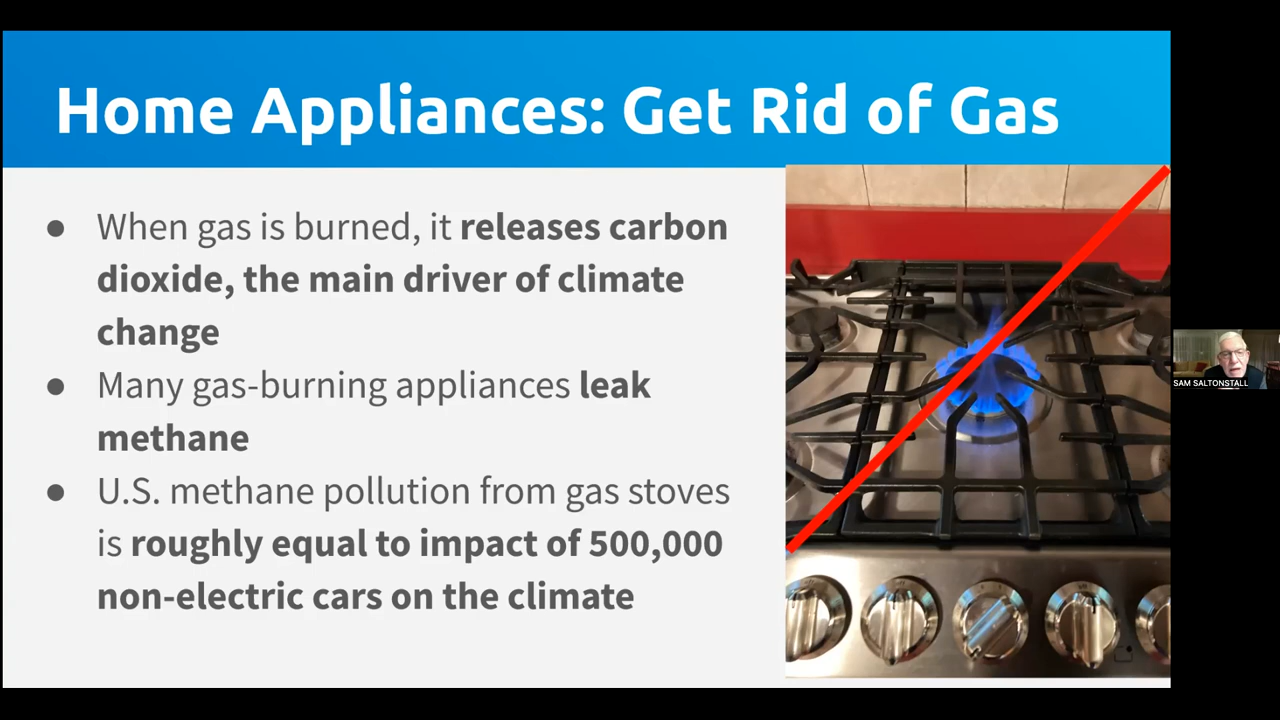 Home Appliances: Get Rid of Gas
● When gas is burned, it releases carbon
dioxide, the main driver of climate
change
● Many gas-burning appliances leak
methane
● U.S. methane pollution from gas stoves
is roughly equal to impact of 500,000
non-electric cars on the climate
SAM SALTONSTALL